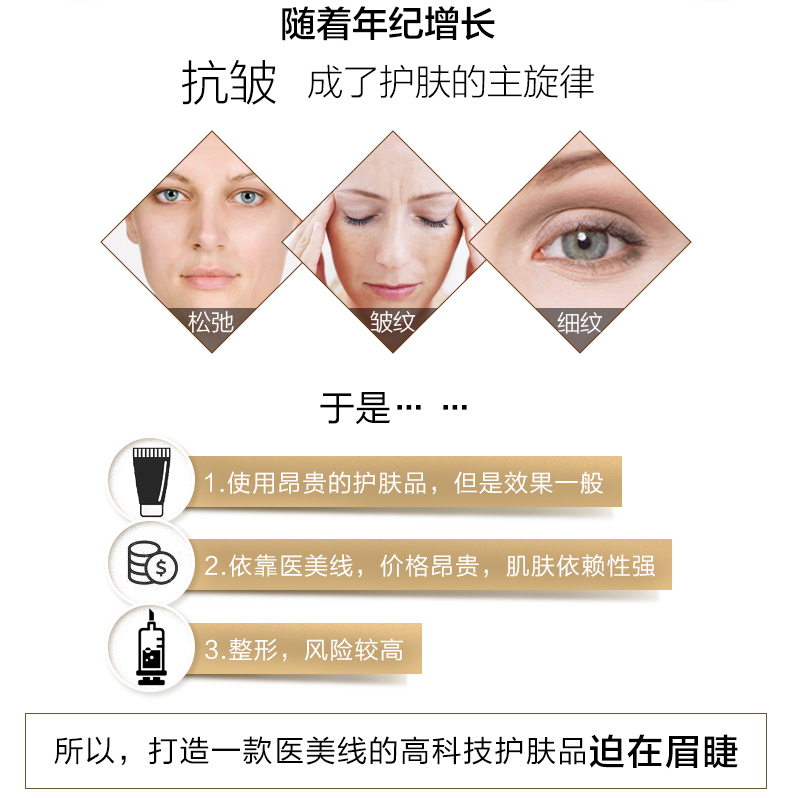 随着年纪增长
抗皱 成了护肤的主旋律
松弛 皱纹 细纹
于是… …
1.使用昂贵的护肤品，但是效果一般
$
2.依靠医美线，价格昂贵，肌肤依赖性强
3.整形，风险较高
所以，打造一款医美线的高科技护肤品迫在眉睫